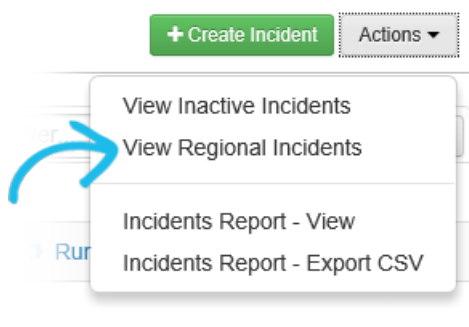 + Create Incident Actions
View Inactive Incidents
View Regional Incidents
Incidents Report - View
Incidents Report - Export CSV